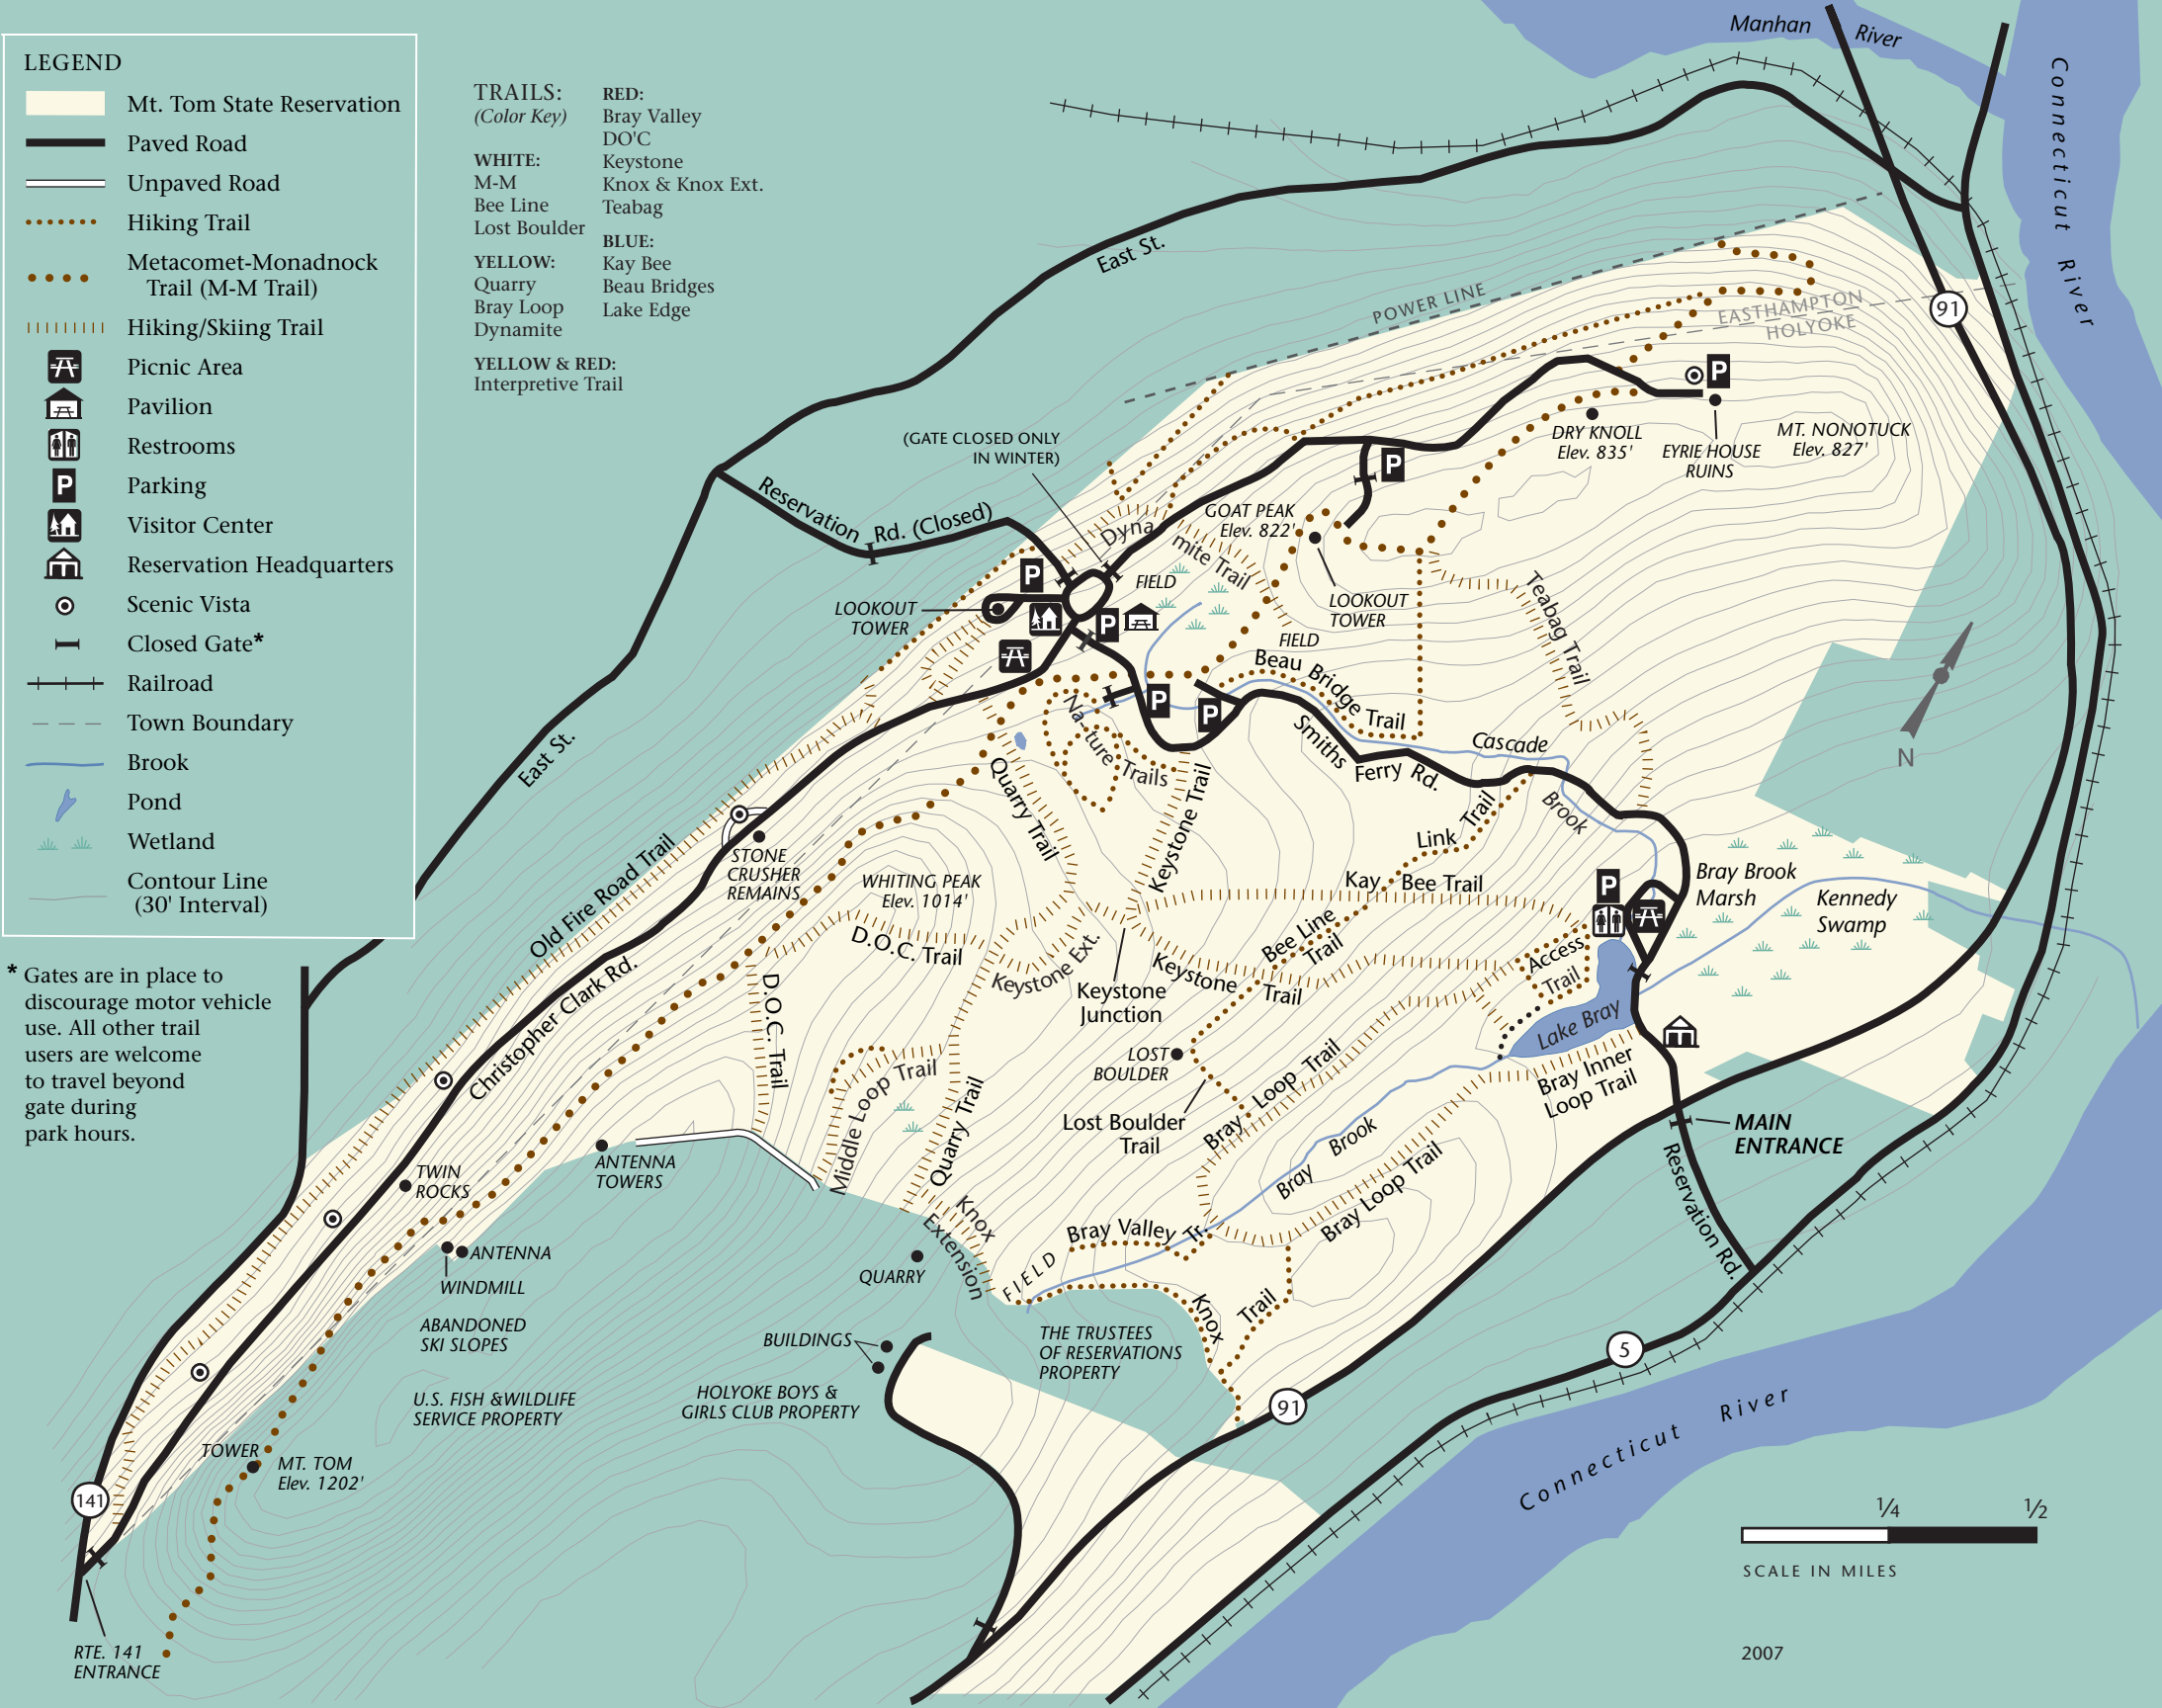 LEGEND
Mt. Tom State Reservation
Paved Road
Unpaved Road
Hiking Trail
Metacomet-Monadnock
Trail (M-M Trail)
Hiking/Skiing Trail
Picnic Area
Pavilion
Restrooms
P
Parking
Visitor Center
Reservation Headquarters
Scenic Vista
Closed Gate*
Railroad
Town Boundary
Brook
Pond
Wetland
Contour Line
(30' Interval)
* Gates are in place to
discourage motor vehicle
use. All other trail
users are welcome
to travel beyond
gate during
park hours.
TRAILS:
(Color Key)
WHITE:
M-M
Bee Line
Lost Boulder
YELLOW:
Quarry
Bray Loop
Dynamite
YELLOW & RED:
Interpretive Trail
RED:
Bray Valley
DO'C
Keystone
Knox & Knox Ext.
Teabag
BLUE:
Kay Bee
Beau Bridges
Lake Edge
Manhan River
Connecticut River
East St.
POWER LINE
EASTHAMPTON
HOLYOKE
91
P
DRY KNOLL
Elev. 835'
EYRIE HOUSE
RUINS
MT. NONOTUCK
Elev. 827'
(GATE CLOSED ONLY
IN WINTER)
Reservation Rd. (Closed)
P
GOAT PEAK
Elev. 822'
Dyna mite Trail
FIELD
P
LOOKOUT
TOWER
P
LOOKOUT
TOWER
FIELD
Teabag Trail
Beau Bridge Trail
P
P
Na- ture Trails
Smiths Ferry Rd.
Cascade Brook
N
East St.
Quarry Trail
Keystone Trail
Link Trail
STONE
CRUSHER
REMAINS
WHITING PEAK
Elev. 1014'
Kay Bee Trail
P
Bray Brook
Marsh
Kennedy
Swamp
Old Fire Road Trail
D.O.C. Trail
Bee Line
Trail
Access
Trail
Keystone Ext.
Keystone Trail
Keystone
Junction
Christopher Clark Rd.
D.O.C. Trail
Lake Bray
LOST
BOULDER
Middle Loop Trail
Quarry Trail
Bray Loop Trail
Bray Inner
Loop Trail
Lost Boulder
Trail
MAIN
ENTRANCE
Bray Brook
Reservation Rd.
ANTENNA
TOWERS
TWIN
ROCKS
Bray Loop Trail
Knox
Extension
Bray Valley Tr.
ANTENNA
WINDMILL
QUARRY
FIELD
Knox Trail
ABANDONED
SKI SLOPES
BUILDINGS
THE TRUSTEES
OF RESERVATIONS
PROPERTY
5
U.S. FISH &WILDLIFE
SERVICE PROPERTY
HOLYOKE BOYS &
GIRLS CLUB PROPERTY
91
TOWER
MT. TOM
Elev. 1202'
Connecticut River
141
RTE. 141
ENTRANCE
1/4 1/2
SCALE IN MILES
2007